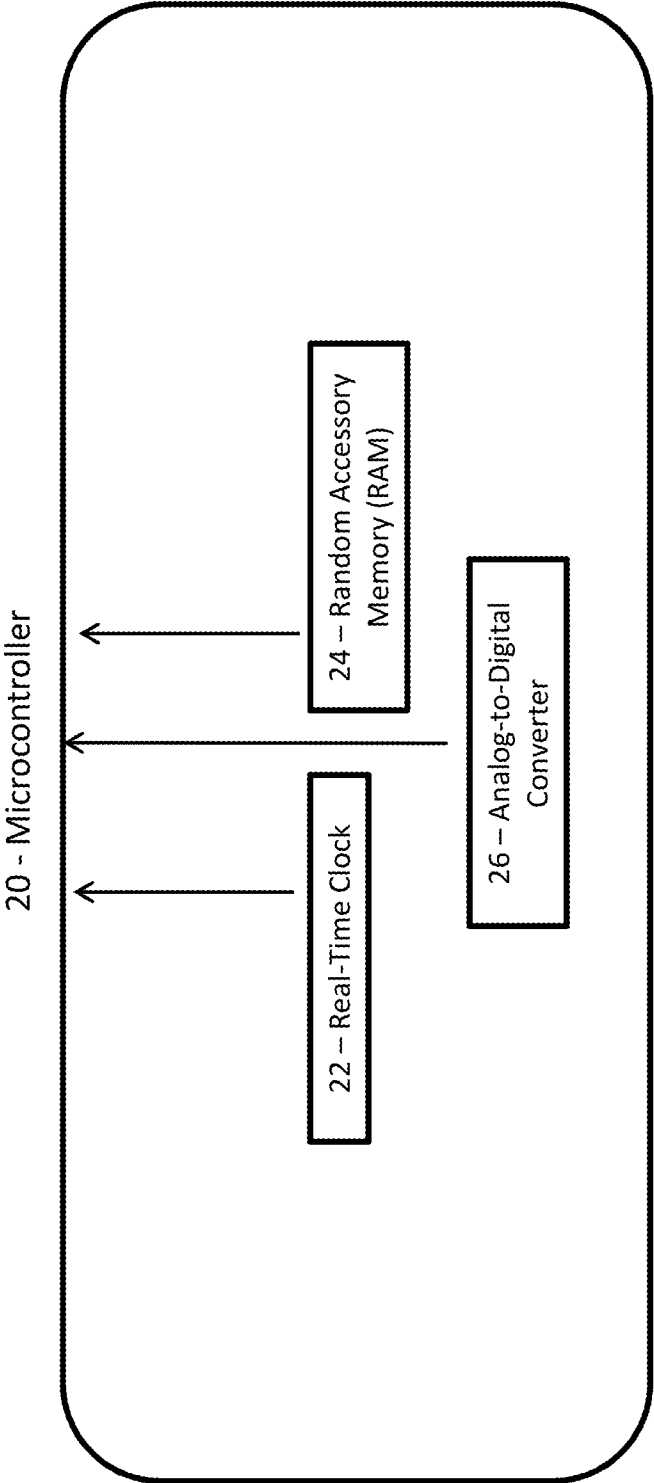 20 - Microcontroller
22 – Real-Time Clock
24 – Random Accessory
Memory (RAM)
26 – Analog-to-Digital
Converter